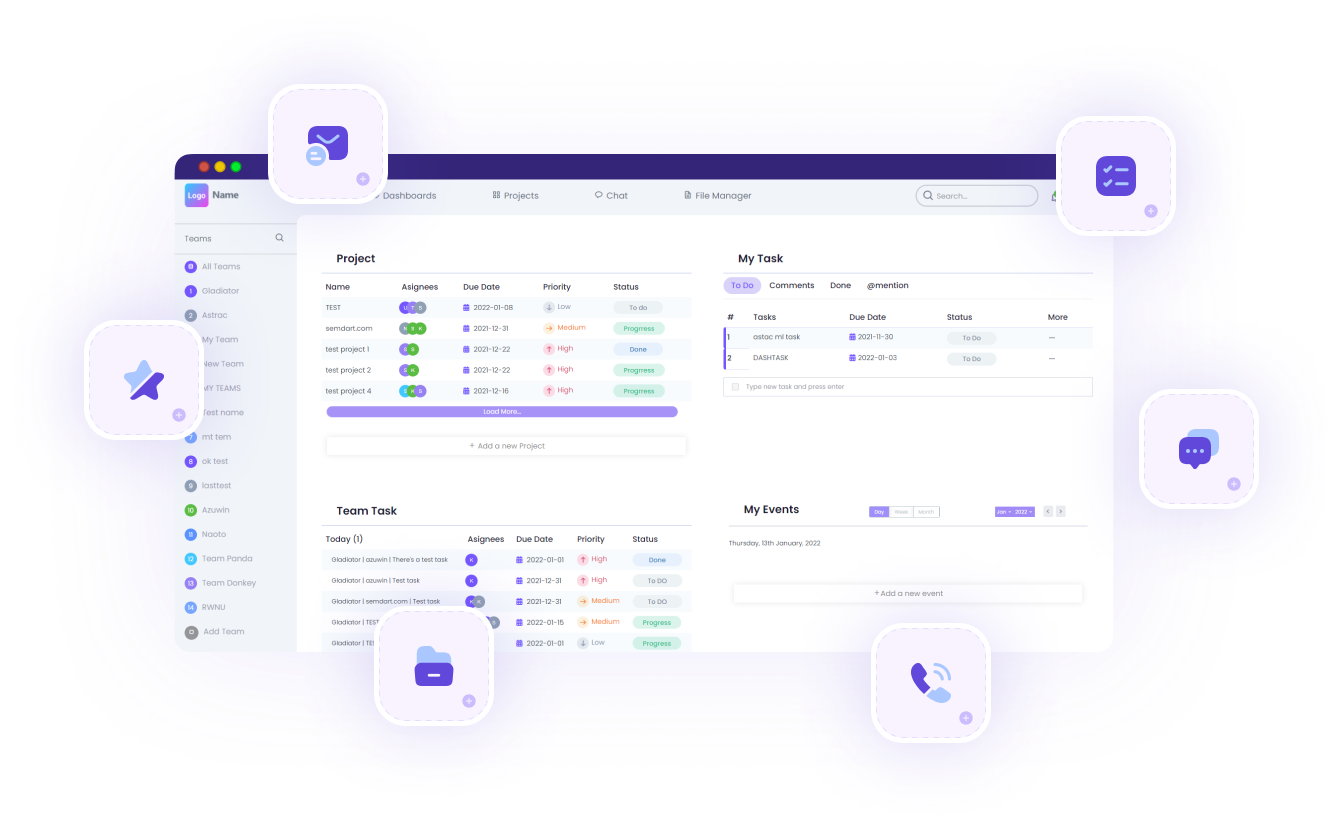 Logo Name
Dashboards
Projects
Chat
File Manager
Search...
Teams
All Teams
1 Gladiator
2 Astrac
My Team
New Team
MY TEAMS
Test name
7 mt tem
8 ok test
9 lasttest
10 Azuwin
11 Naoto
12 Team Panda
13 Team Donkey
14 RWNU
Add Team
Project
Name Asignees Due Date Priority Status
TEST 2022-01-08 Low To do
semdart.com 2021-12-31 Medium Progrress
test project 1 2021-12-22 High Done
test project 2 2021-12-22 High Progrress
test project 4 2021-12-16 High Progrress
Load More...
+ Add a new Project
My Task
To Do Comments Done @mention
# Tasks Due Date Status More
1 astac ml task 2021-11-30 To Do ...
2 DASHTASK 2022-01-03 To Do ...
Type new task and press enter
Team Task
Today (1) Asignees Due Date Priority Status
Gladiator | azuwin | There's a test task K 2022-01-01 High Done
Gladiator | azuwin | Test task K 2021-12-31 High To DO
Gladiator | semdart.com | Test task K K 2021-12-31 Medium To DO
Gladiator | TEST S 2022-01-15 Medium Progress
Gladiator | 2022-01-01 Low Progress
My Events
Day Week Month
Jan 2022
< >
Thursday, 13th January, 2022
+ Add a new event